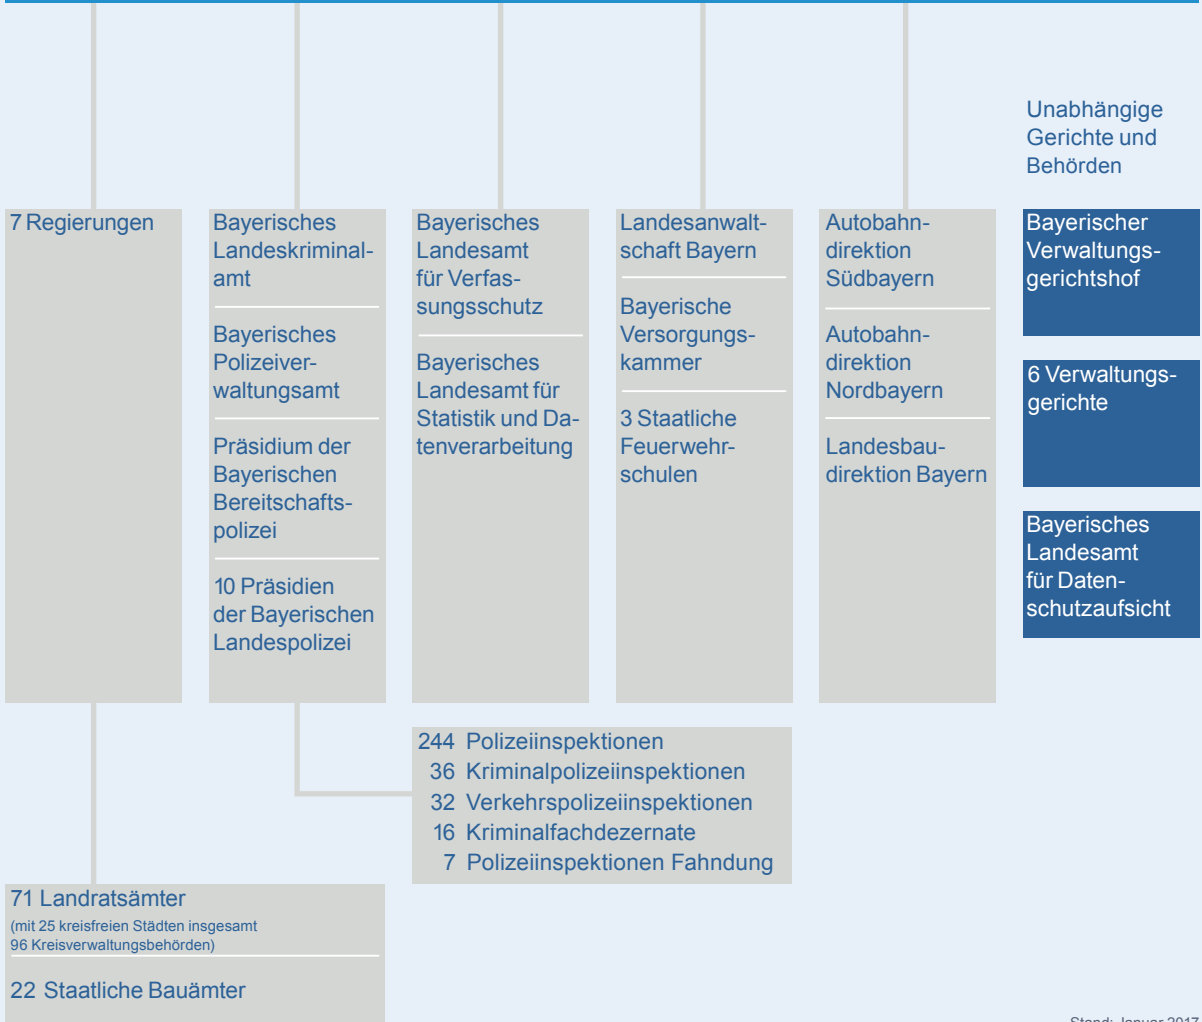 Unabhängige
Gerichte und
Behörden
7 Regierungen
Bayerisches
Landeskriminal-
amt
Bayerisches
Polizeiver-
waltungsamt
Präsidium der
Bayerischen
Bereitschafts-
polizei
10 Präsidien
der Bayerischen
Landespolizei
Bayerisches
Landesamt
für Verfas-
sungsschutz
Bayerisches
Landesamt für
Statistik und Da-
tenverarbeitung
Landesanwalt-
schaft Bayern
Bayerische
Versorgungs-
kammer
3 Staatliche
Feuerwehr-
schulen
Autobahn-
direktion
Südbayern
Autobahn-
direktion
Nordbayern
Landesbau-
direktion Bayern
Bayerischer
Verwaltungs-
gerichtshof
6 Verwaltungs-
gerichte
Bayerisches
Landesamt
für Daten-
schutzaufsicht
244 Polizeiinspektionen
36 Kriminalpolizeiinspektionen
32 Verkehrspolizeiinspektionen
16 Kriminalfachdezernate
7 Polizeiinspektionen Fahndung
71 Landratsämter
(mit 25 kreisfreien Städten insgesamt
96 Kreisverwaltungsbehörden)
22 Staatliche Bauämter
Stand: Januar 2017